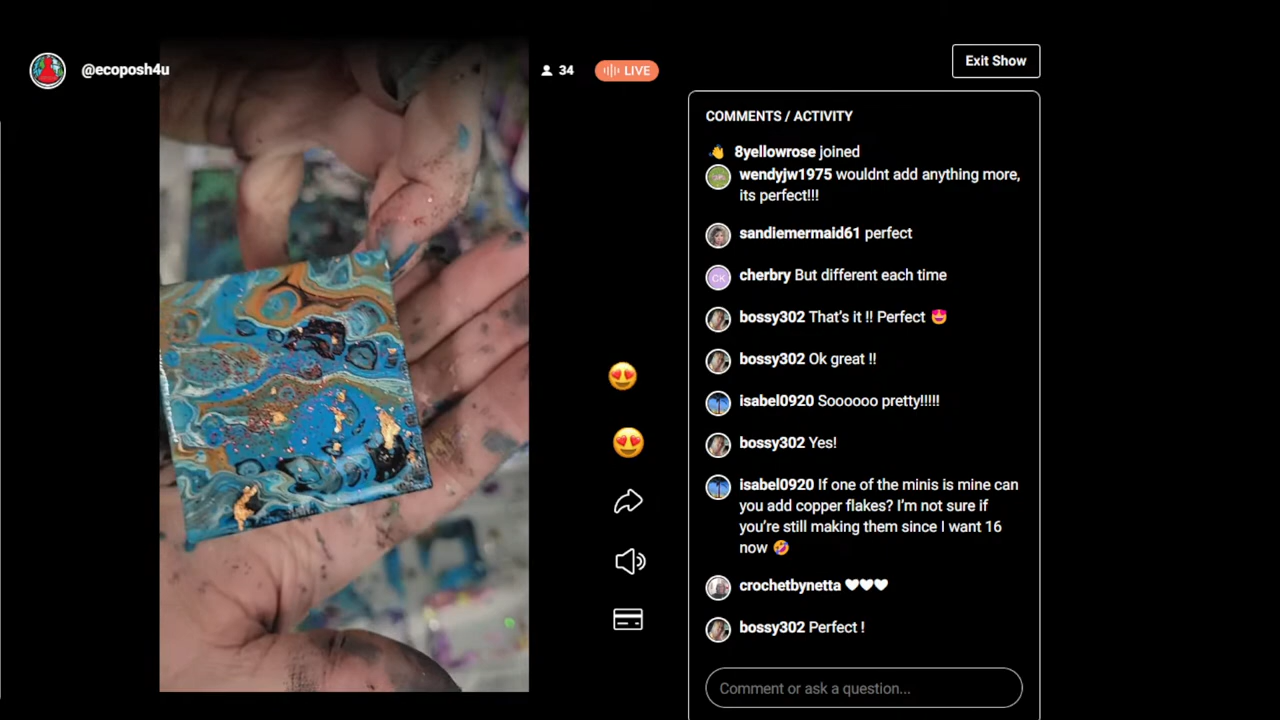 @ecoposh4u
34
LIVE
Exit Show
COMMENTS / ACTIVITY
8yellowrose joined
wendyjw1975 wouldnt add anything more,
its perfect!!!
sandiemermaid61 perfect
CK
cherbry But different each time
bossy302 That's it !! Perfect 😍
bossy302 Ok great !!
isabel0920 Soooooo pretty!!!!!
bossy302 Yes!
isabel0920 If one of the minis is mine can
you add copper flakes? I'm not sure if
you're still making them since I want 16
now 🤣
crochetbynetta 🤍🤍🤍
bossy302 Perfect !
Comment or ask a question...